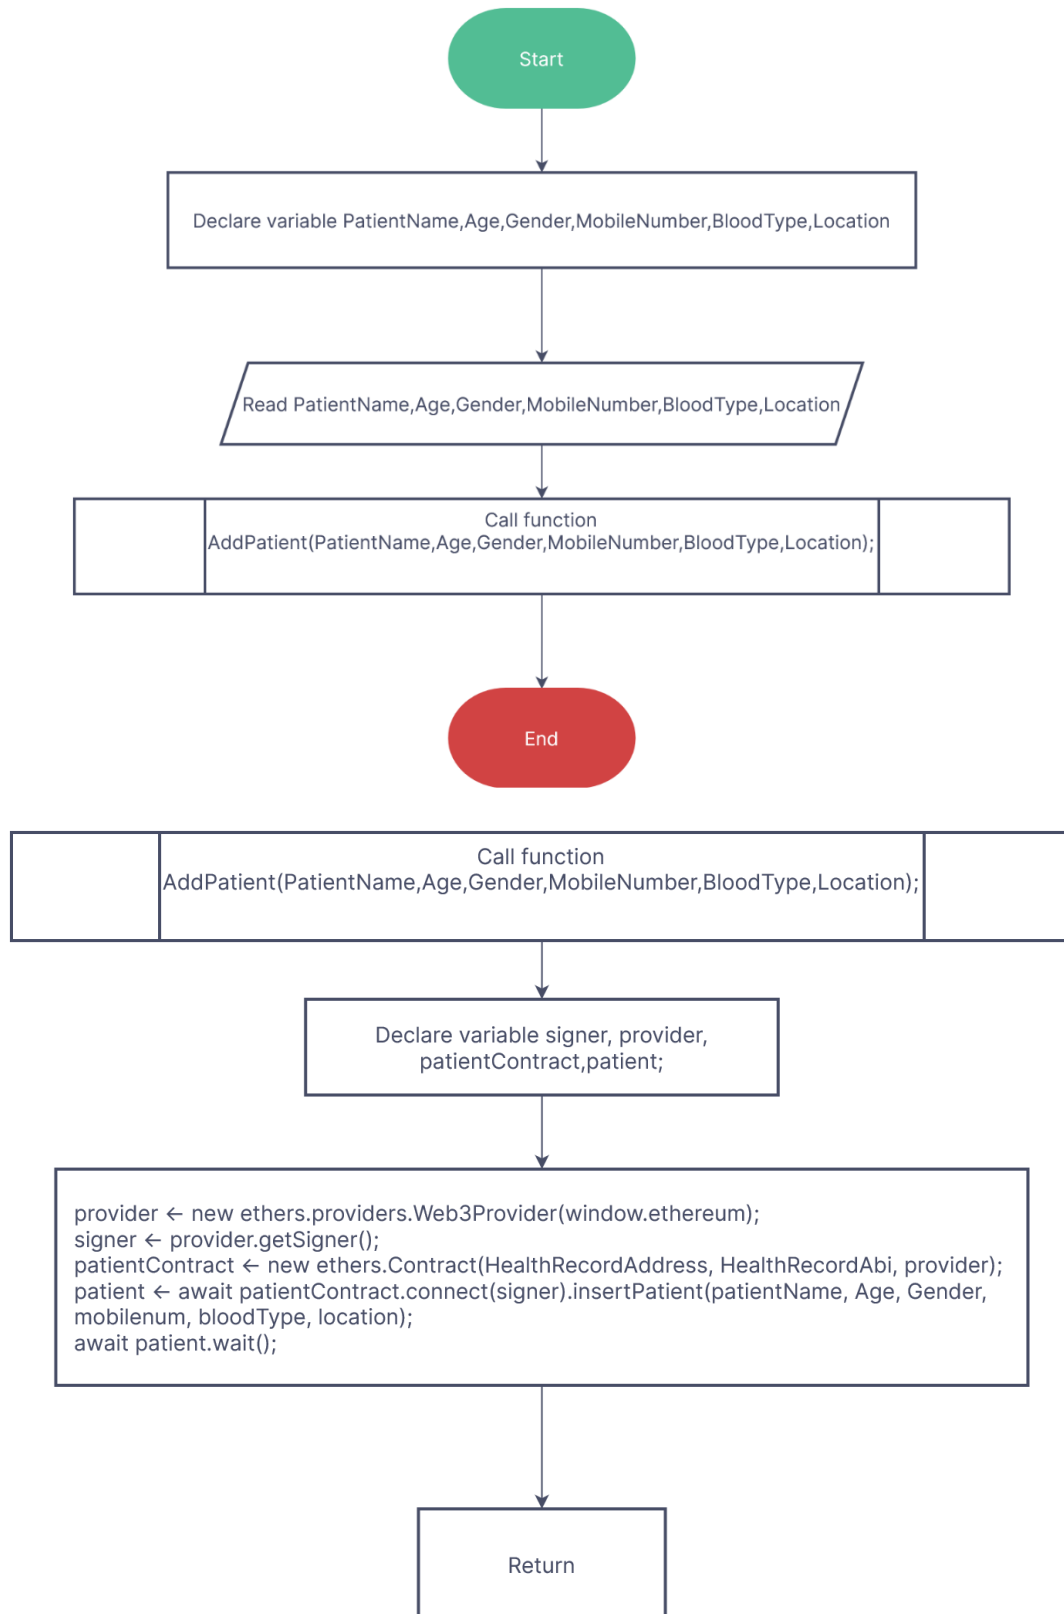 Start
Declare variable PatientName,Age,Gender,MobileNumber,BloodType,Location
Read PatientName,Age,Gender,MobileNumber,BloodType,Location
Call function
AddPatient(PatientName,Age,Gender,MobileNumber,BloodType,Location);
End
Call function
AddPatient(PatientName,Age,Gender,MobileNumber,BloodType,Location);
Declare variable signer, provider,
patientContract,patient;
provider ← new ethers.providers.Web3Provider(window.ethereum);
signer ← provider.getSigner();
patientContract ← new ethers.Contract(HealthRecordAddress, HealthRecordAbi, provider);
patient ← await patientContract.connect(signer).insertPatient(patientName, Age, Gender,
mobilenum, bloodType, location);
await patient.wait();
Return